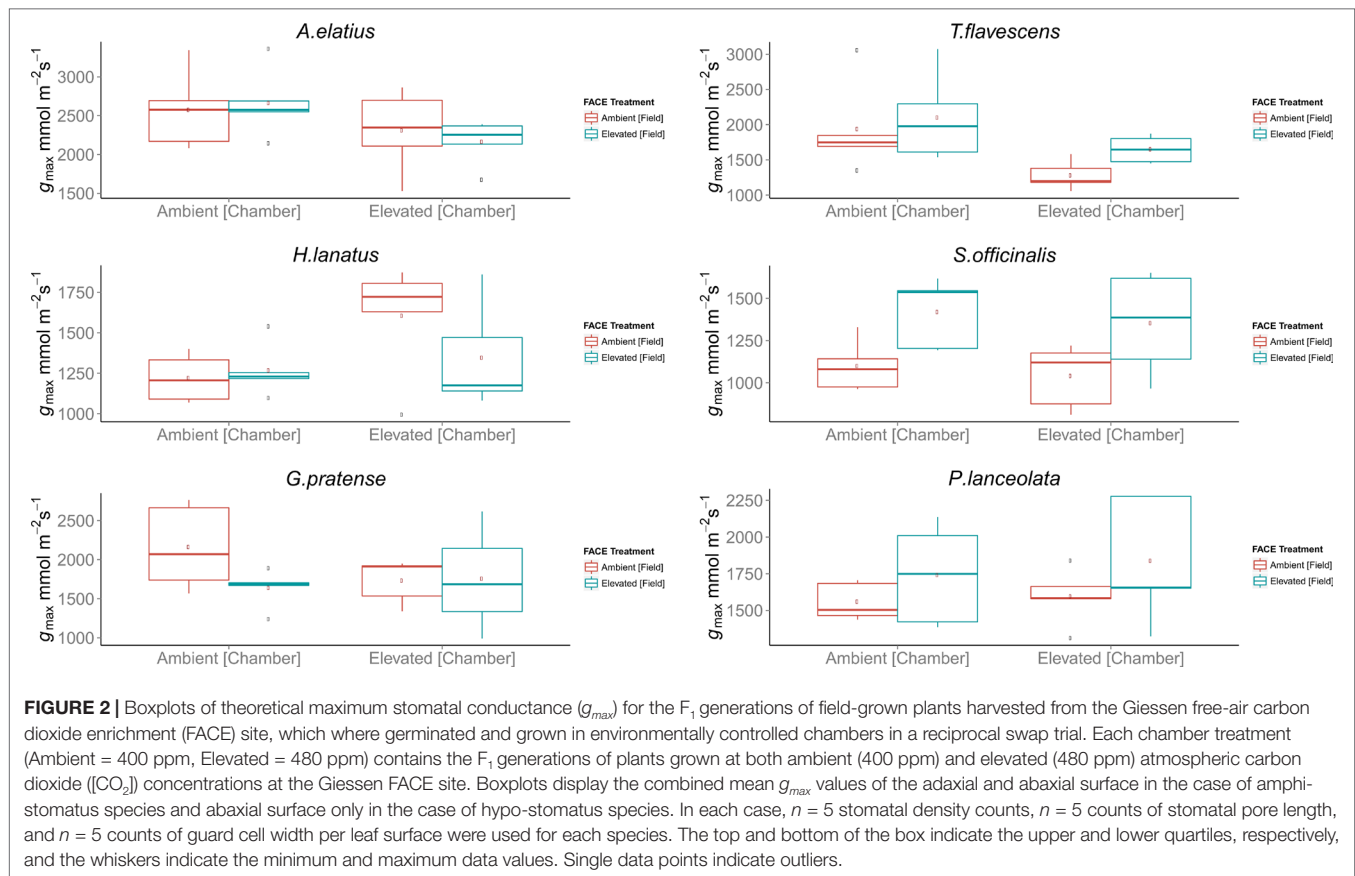 A.elatius
g_max mmol m⁻²s⁻¹
3000
2500
2000
1500
Ambient [Chamber] Elevated [Chamber]
FACE Treatment
Ambient [Field]
Elevated [Field]
T.flavescens
g_max mmol m⁻²s⁻¹
3000
2500
2000
1500
1000
Ambient [Chamber] Elevated [Chamber]
FACE Treatment
Ambient [Field]
Elevated [Field]
H.lanatus
g_max mmol m⁻²s⁻¹
1750
1500
1250
1000
Ambient [Chamber] Elevated [Chamber]
FACE Treatment
Ambient [Field]
Elevated [Field]
S.officinalis
g_max mmol m⁻²s⁻¹
1500
1000
Ambient [Chamber] Elevated [Chamber]
FACE Treatment
Ambient [Field]
Elevated [Field]
G.pratense
g_max mmol m⁻²s⁻¹
2500
2000
1500
1000
Ambient [Chamber] Elevated [Chamber]
FACE Treatment
Ambient [Field]
Elevated [Field]
P.lanceolata
g_max mmol m⁻²s⁻¹
2250
2000
1750
1500
Ambient [Chamber] Elevated [Chamber]
FACE Treatment
Ambient [Field]
Elevated [Field]
FIGURE 2 | Boxplots of theoretical maximum stomatal conductance (g_max) for the F₁ generations of field-grown plants harvested from the Giessen free-air carbon
dioxide enrichment (FACE) site, which where germinated and grown in environmentally controlled chambers in a reciprocal swap trial. Each chamber treatment
(Ambient = 400 ppm, Elevated = 480 ppm) contains the F₁ generations of plants grown at both ambient (400 ppm) and elevated (480 ppm) atmospheric carbon
dioxide ([CO₂]) concentrations at the Giessen FACE site. Boxplots display the combined mean g_max values of the adaxial and abaxial surface in the case of amphi-
stomatus species and abaxial surface only in the case of hypo-stomatus species. In each case, n = 5 stomatal density counts, n = 5 counts of stomatal pore length,
and n = 5 counts of guard cell width per leaf surface were used for each species. The top and bottom of the box indicate the upper and lower quartiles, respectively,
and the whiskers indicate the minimum and maximum data values. Single data points indicate outliers.